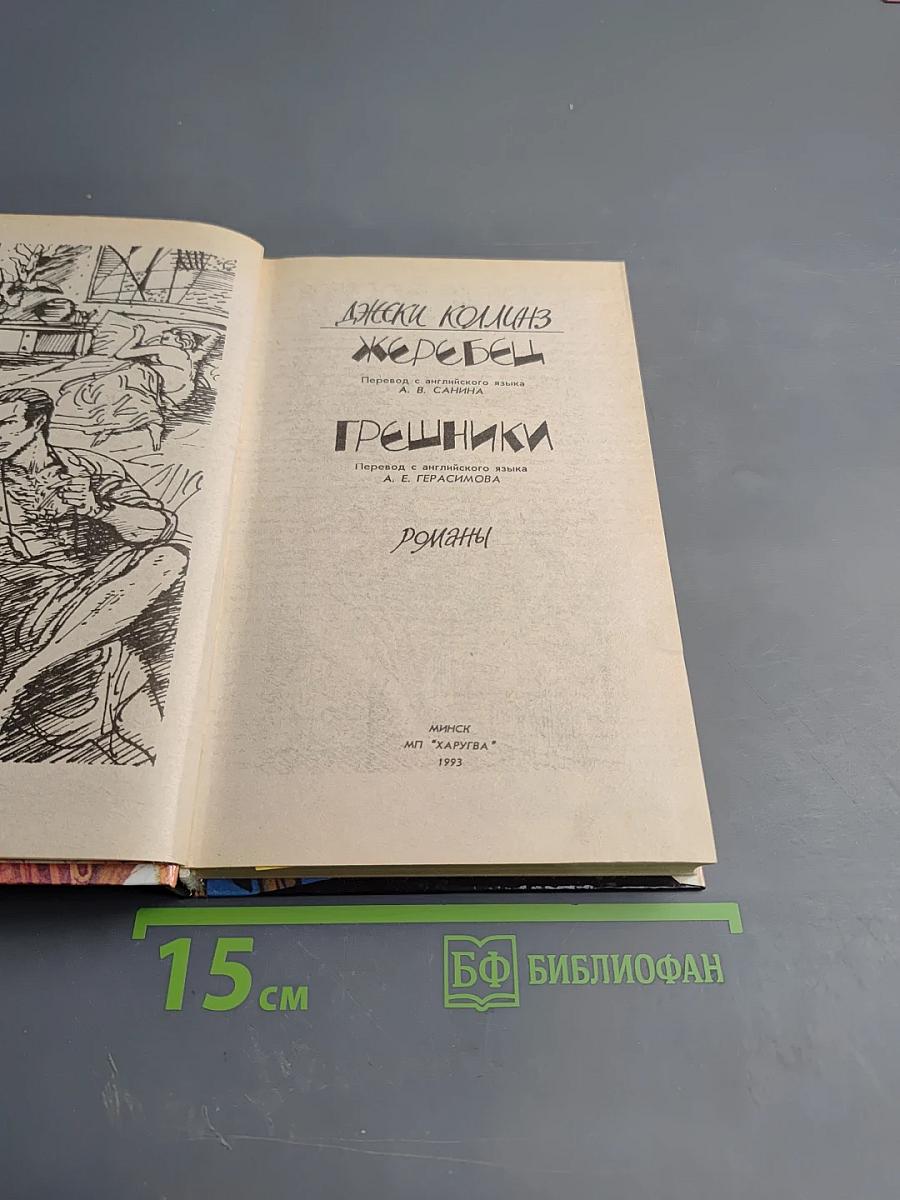 ДЖЕКИ КОЛЛИНЗ
ЖЕРЕБЕЦ
Перевод с английского языка
А. В. САНИНА
ГРЕШНИКИ
Перевод с английского языка
А. Е. ГЕРАСИМОВА
РОМАНЫ
МИНСК
МП "ХАРУГВА"
1993
15 см
БФ БИБЛИОФАН